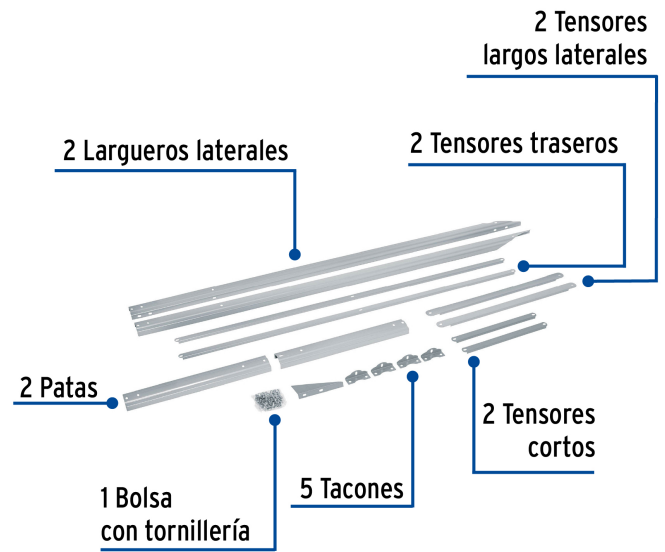 2 Tensores
largos laterales
2 Tensores traseros
2 Largueros laterales
2 Patas
2 Tensores
cortos
5 Tacones
1 Bolsa
con tornillería